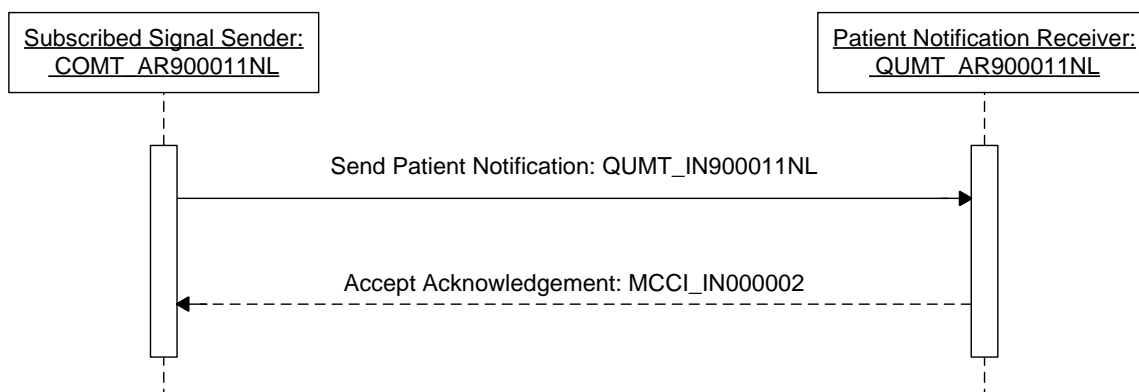 Subscribed Signal Sender:
COMT_AR900011NL
Patient Notification Receiver:
QUMT_AR900011NL
Send Patient Notification: QUMT_IN900011NL
Accept Acknowledgement: MCCI_IN000002